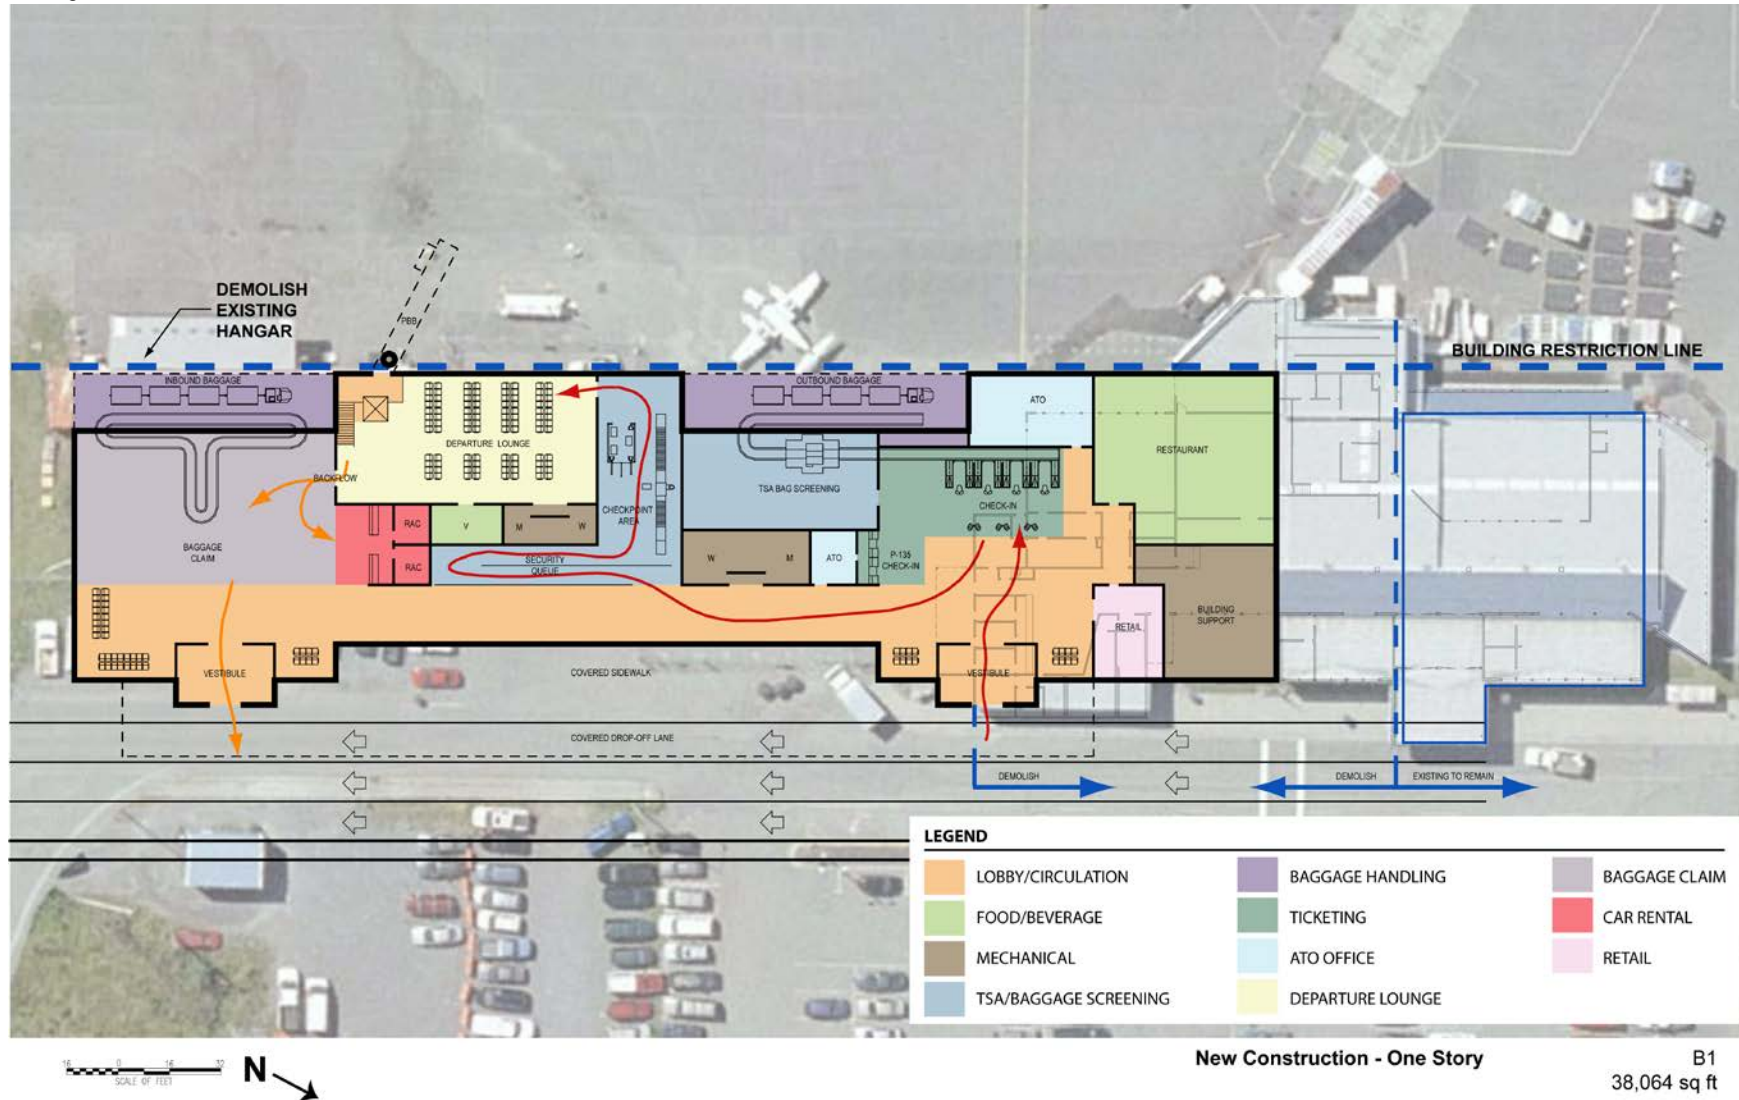 DEMOLISH
EXISTING
HANGAR
PBB
BUILDING RESTRICTION LINE
INBOUND BAGGAGE
OUTBOUND BAGGAGE
ATO
DEPARTURE LOUNGE
RESTAURANT
BACKFLOW
TSA BAG SCREENING
CHECKPOINT
AREA
CHECK-IN
RAC
V
M
W
BAGGAGE
CLAIM
RAC
SECURITY
QUEUE
W
M
ATO
P-135
CHECK-IN
BUILDING
SUPPORT
RETAIL
VESTIBULE
COVERED SIDEWALK
VESTIBULE
COVERED DROP-OFF LANE
DEMOLISH
DEMOLISH
EXISTING TO REMAIN
LEGEND
LOBBY/CIRCULATION
FOOD/BEVERAGE
MECHANICAL
TSA/BAGGAGE SCREENING
BAGGAGE HANDLING
TICKETING
ATO OFFICE
DEPARTURE LOUNGE
BAGGAGE CLAIM
CAR RENTAL
RETAIL
16 0 16 32
SCALE OF FEET
N
New Construction - One Story
B1
38,064 sq ft